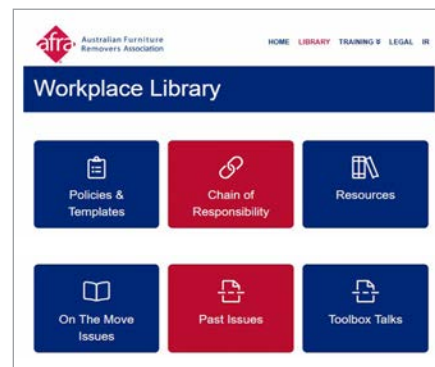 afra
Australian Furniture
Removers Association
HOME LIBRARY TRAINING LEGAL IR
Workplace Library
Policies &
Templates
Chain of
Responsibility
Resources
On The Move
Issues
Past Issues
Toolbox Talks